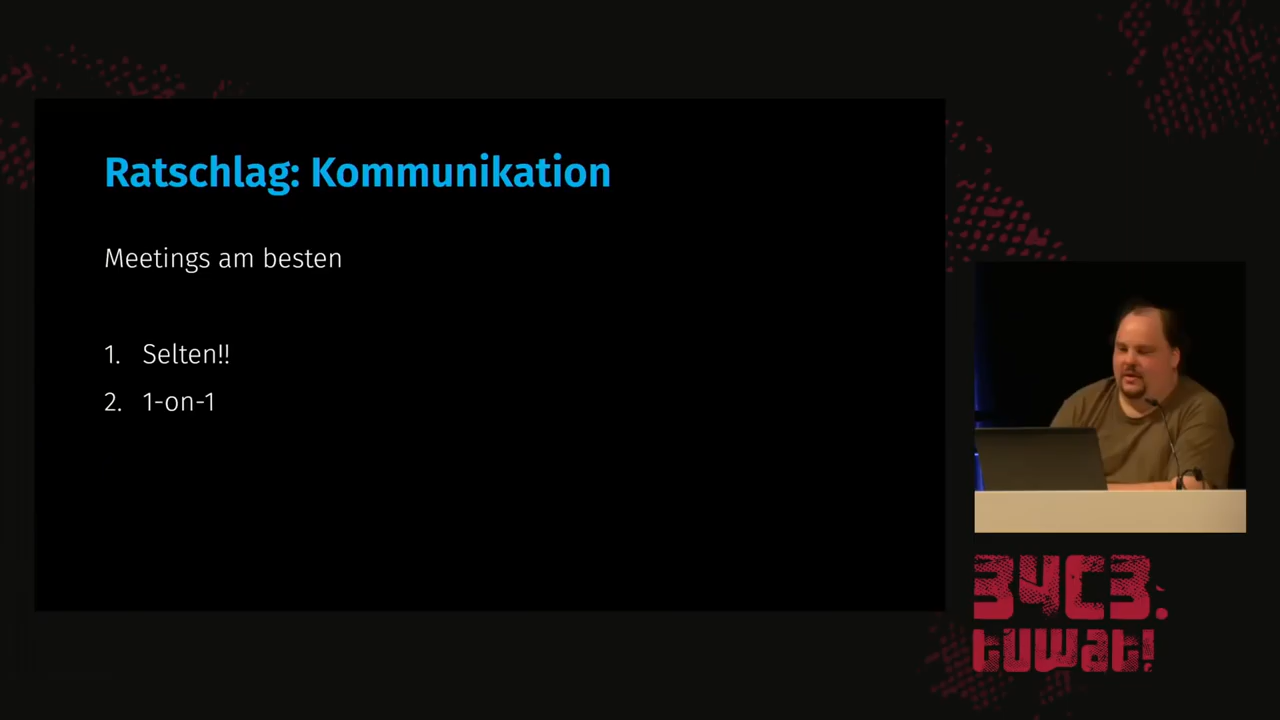 Ratschlag: Kommunikation
Meetings am besten
1. Selten!!
2. 1-on-1
34C3.
tuwat!